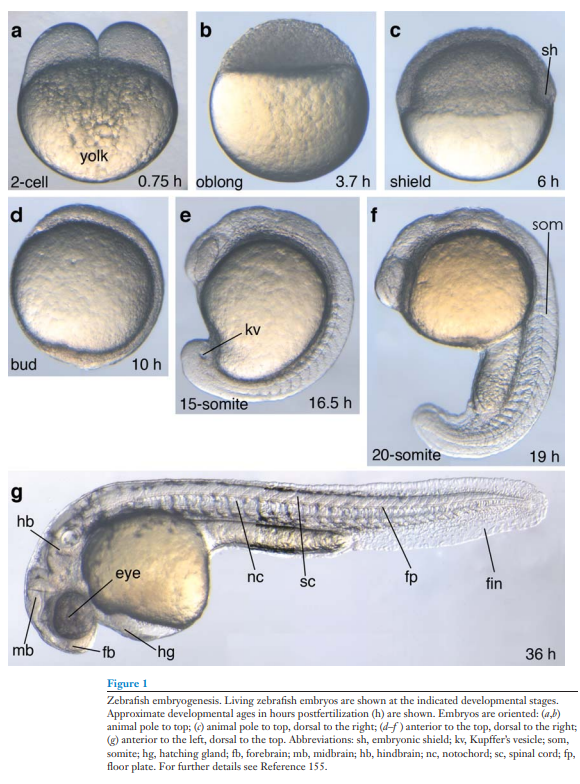 a
yolk
2-cell 0.75 h
b
oblong 3.7 h
c
sh
shield 6 h
d
bud 10 h
e
kv
15-somite 16.5 h
f
som
20-somite 19 h
g
hb
eye
mb
fb
hg
nc
sc
fp
fin
36 h
Figure 1
Zebrafish embryogenesis. Living zebrafish embryos are shown at the indicated developmental stages.
Approximate developmental ages in hours postfertilization (h) are shown. Embryos are oriented: (a,b)
animal pole to top; (c) animal pole to top, dorsal to the right; (d–f ) anterior to the top, dorsal to the right;
(g) anterior to the left, dorsal to the top. Abbreviations: sh, embryonic shield; kv, Kupffer's vesicle; som,
somite; hg, hatching gland; fb, forebrain; mb, midbrain; hb, hindbrain; nc, notochord; sc, spinal cord; fp,
floor plate. For further details see Reference 155.